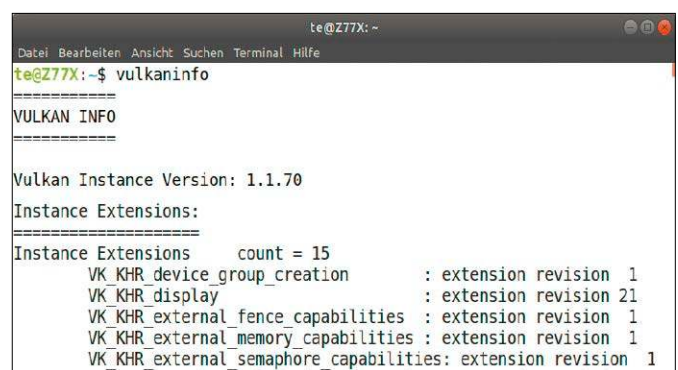 te@Z77X: ~
Datei Bearbeiten Ansicht Suchen Terminal Hilfe
te@Z77X:~$ vulkaninfo
===========
VULKAN INFO
===========
Vulkan Instance Version: 1.1.70
Instance Extensions:
====================
Instance Extensions     count = 15
        VK_KHR_device_group_creation        : extension revision  1
        VK_KHR_display                      : extension revision 21
        VK_KHR_external_fence_capabilities  : extension revision  1
        VK_KHR_external_memory_capabilities : extension revision  1
        VK_KHR_external_semaphore_capabilities: extension revision  1